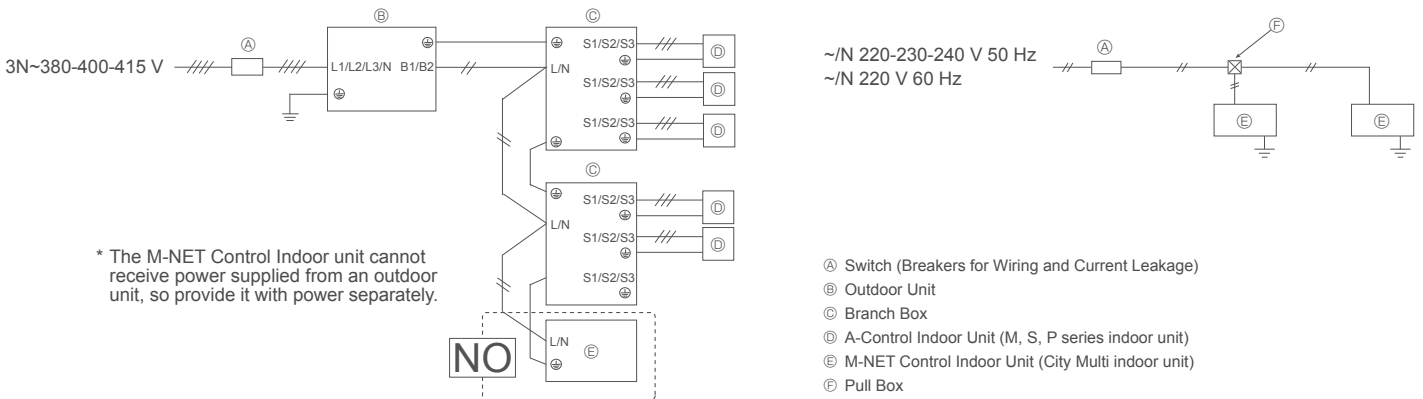 3N~380-400-415 V
Ⓐ
Ⓑ
L1/L2/L3/N B1/B2
Ⓒ
L/N
S1/S2/S3
S1/S2/S3
S1/S2/S3
Ⓓ
Ⓓ
Ⓓ
Ⓒ
L/N
S1/S2/S3
S1/S2/S3
S1/S2/S3
Ⓓ
Ⓓ
* The M-NET Control Indoor unit cannot
receive power supplied from an outdoor
unit, so provide it with power separately.
NO
L/N
Ⓔ
~/N 220-230-240 V 50 Hz
~/N 220 V 60 Hz
Ⓐ
Ⓕ
Ⓔ
Ⓔ
Ⓐ Switch (Breakers for Wiring and Current Leakage)
Ⓑ Outdoor Unit
Ⓒ Branch Box
Ⓓ A-Control Indoor Unit (M, S, P series indoor unit)
Ⓔ M-NET Control Indoor Unit (City Multi indoor unit)
Ⓕ Pull Box